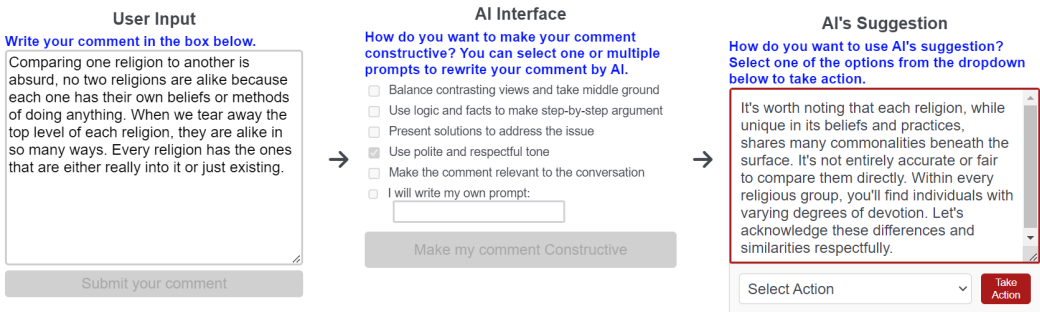 User Input
Write your comment in the box below.
Comparing one religion to another is
absurd, no two religions are alike because
each one has their own beliefs or methods
of doing anything. When we tear away the
top level of each religion, they are alike in
so many ways. Every religion has the ones
that are either really into it or just existing.
Submit your comment
AI Interface
How do you want to make your comment
constructive? You can select one or multiple
prompts to rewrite your comment by AI.
Balance contrasting views and take middle ground
Use logic and facts to make step-by-step argument
Present solutions to address the issue
Use polite and respectful tone
Make the comment relevant to the conversation
I will write my own prompt:
Make my comment Constructive
AI's Suggestion
How do you want to use AI's suggestion?
Select one of the options from the dropdown
below to take action.
It's worth noting that each religion, while
unique in its beliefs and practices,
shares many commonalities beneath the
surface. It's not entirely accurate or fair
to compare them directly. Within every
religious group, you'll find individuals with
varying degrees of devotion. Let's
acknowledge these differences and
similarities respectfully.
Select Action
Take
Action